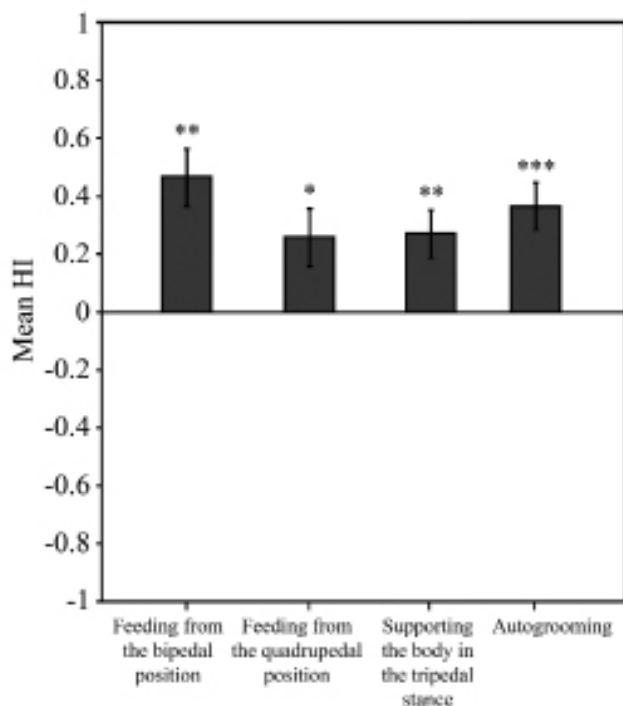 1
0.8
0.6
0.4
0.2
0
-0.2
-0.4
-0.6
-0.8
-1
Mean HI
**
*
**
***
Feeding from
the bipedal
position
Feeding from
the quadrupedal
position
Supporting
the body in
the tripedal
stance
Autogrooming